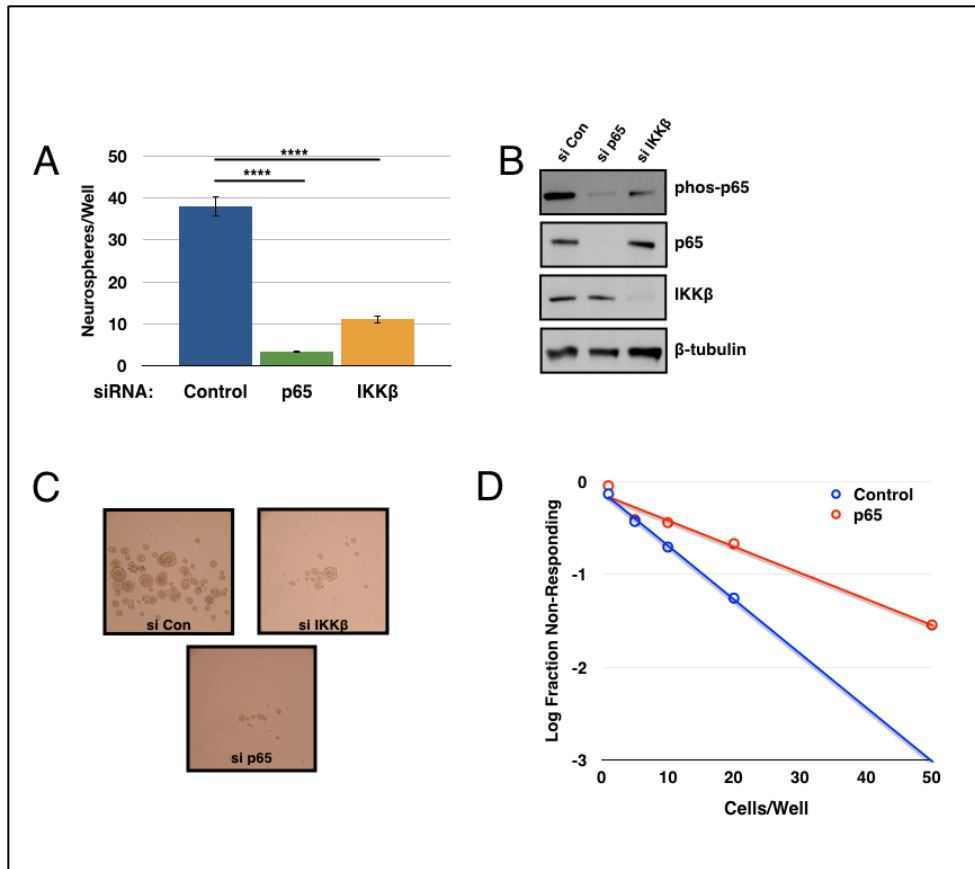 A
50
40
30
20
10
0
Neurospheres/Well
****
****
siRNA: Control p65 IKKβ
B
si Con
si p65
si IKKβ
phos-p65
p65
IKKβ
β-tubulin
C
si Con
si IKKβ
si p65
D
0
-1
-2
-3
Log Fraction Non-Responding
Control
p65
0 10 20 30 40 50
Cells/Well